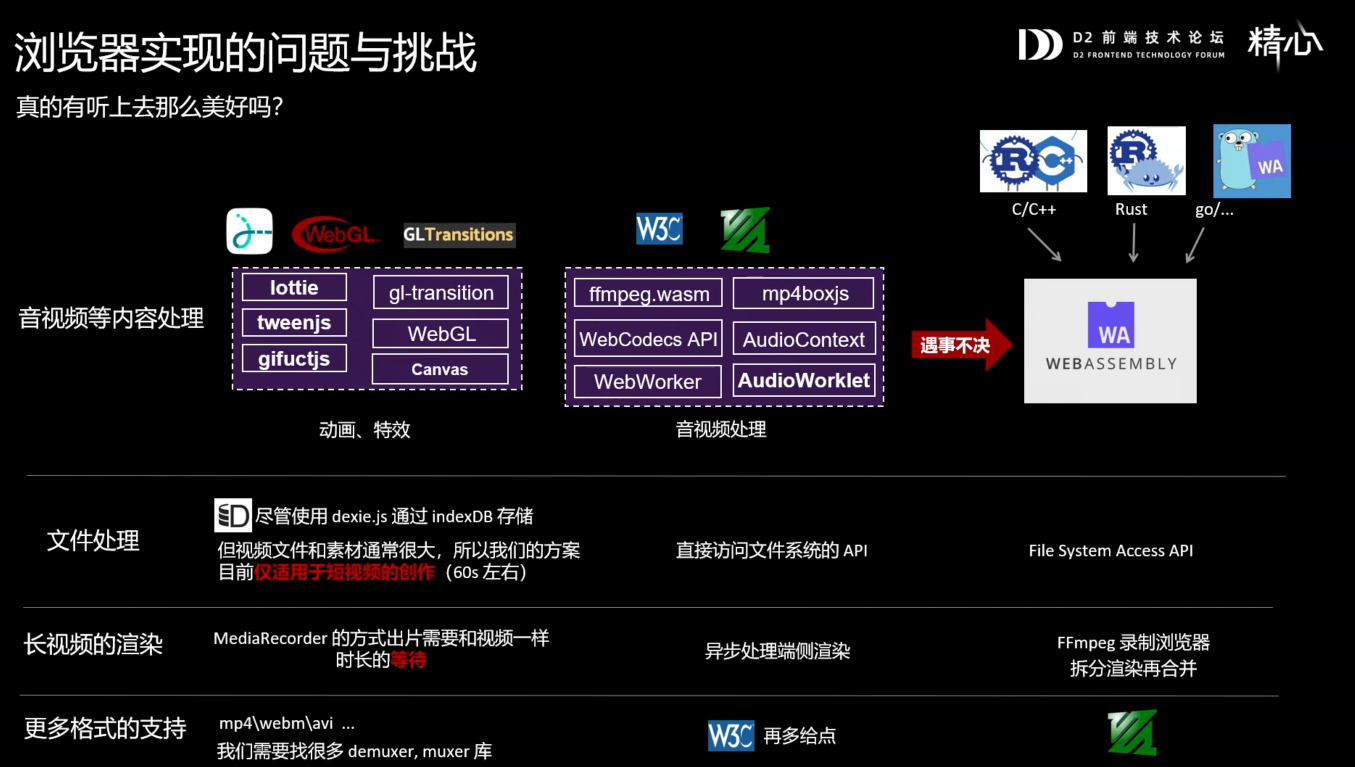 浏览器实现的问题与挑战
D2 前端技术论坛
D2 FRONTEND TECHNOLOGY FORUM
精心
真的有听上去那么美好吗?
R C++
R
WA
C/C++
Rust
go/...
WebGL
GLTransitions
W3C
音视频等内容处理
lottie
tweenjs
gifuctjs
gl-transition
WebGL
Canvas
动画、特效
ffmpeg.wasm
mp4boxjs
WebCodecs API
AudioContext
WebWorker
AudioWorklet
音视频处理
遇事不决
WA
WEBASSEMBLY
文件处理
尽管使用 dexie.js 通过 indexDB 存储
但视频文件和素材通常很大，所以我们的方案
目前仅适用于短视频的创作（60s 左右）
直接访问文件系统的 API
File System Access API
长视频的渲染
MediaRecorder 的方式出片需要和视频一样
时长的等待
异步处理端侧渲染
FFmpeg 录制浏览器
拆分渲染再合并
更多格式的支持
mp4\webm\avi ...
我们需要找很多 demuxer, muxer 库
W3C 再多给点